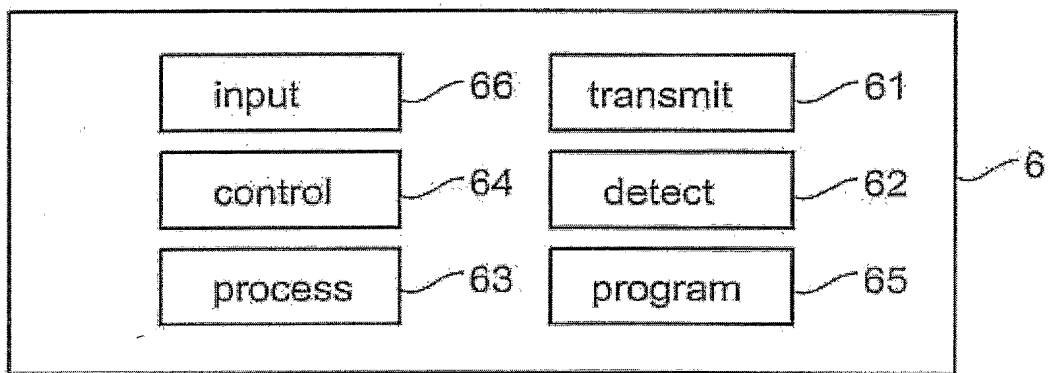 input 66 transmit 61
control 64 detect 62 6
process 63 program 65